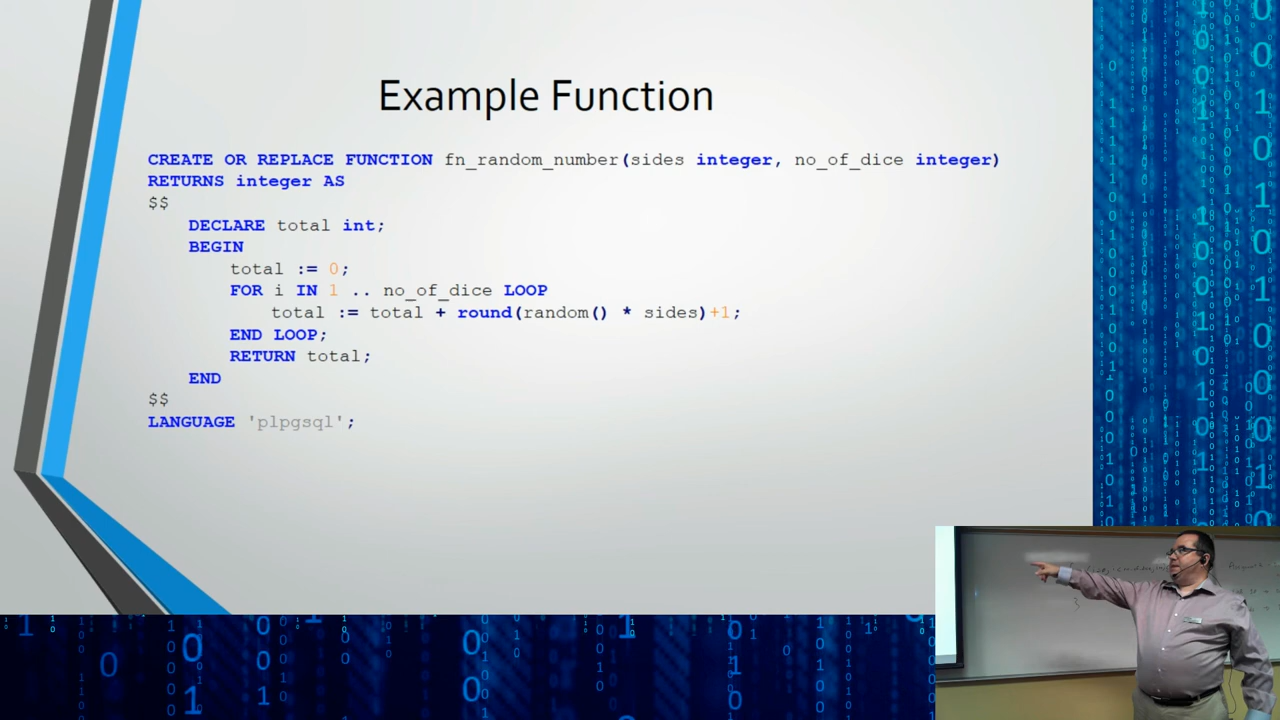 Example Function
CREATE OR REPLACE FUNCTION fn_random_number(sides integer, no_of_dice integer)
RETURNS integer AS
$$
DECLARE total int;
BEGIN
total := 0;
FOR i IN 1 .. no_of_dice LOOP
total := total + round(random() * sides)+1;
END LOOP;
RETURN total;
END
$$
LANGUAGE 'plpgsql';